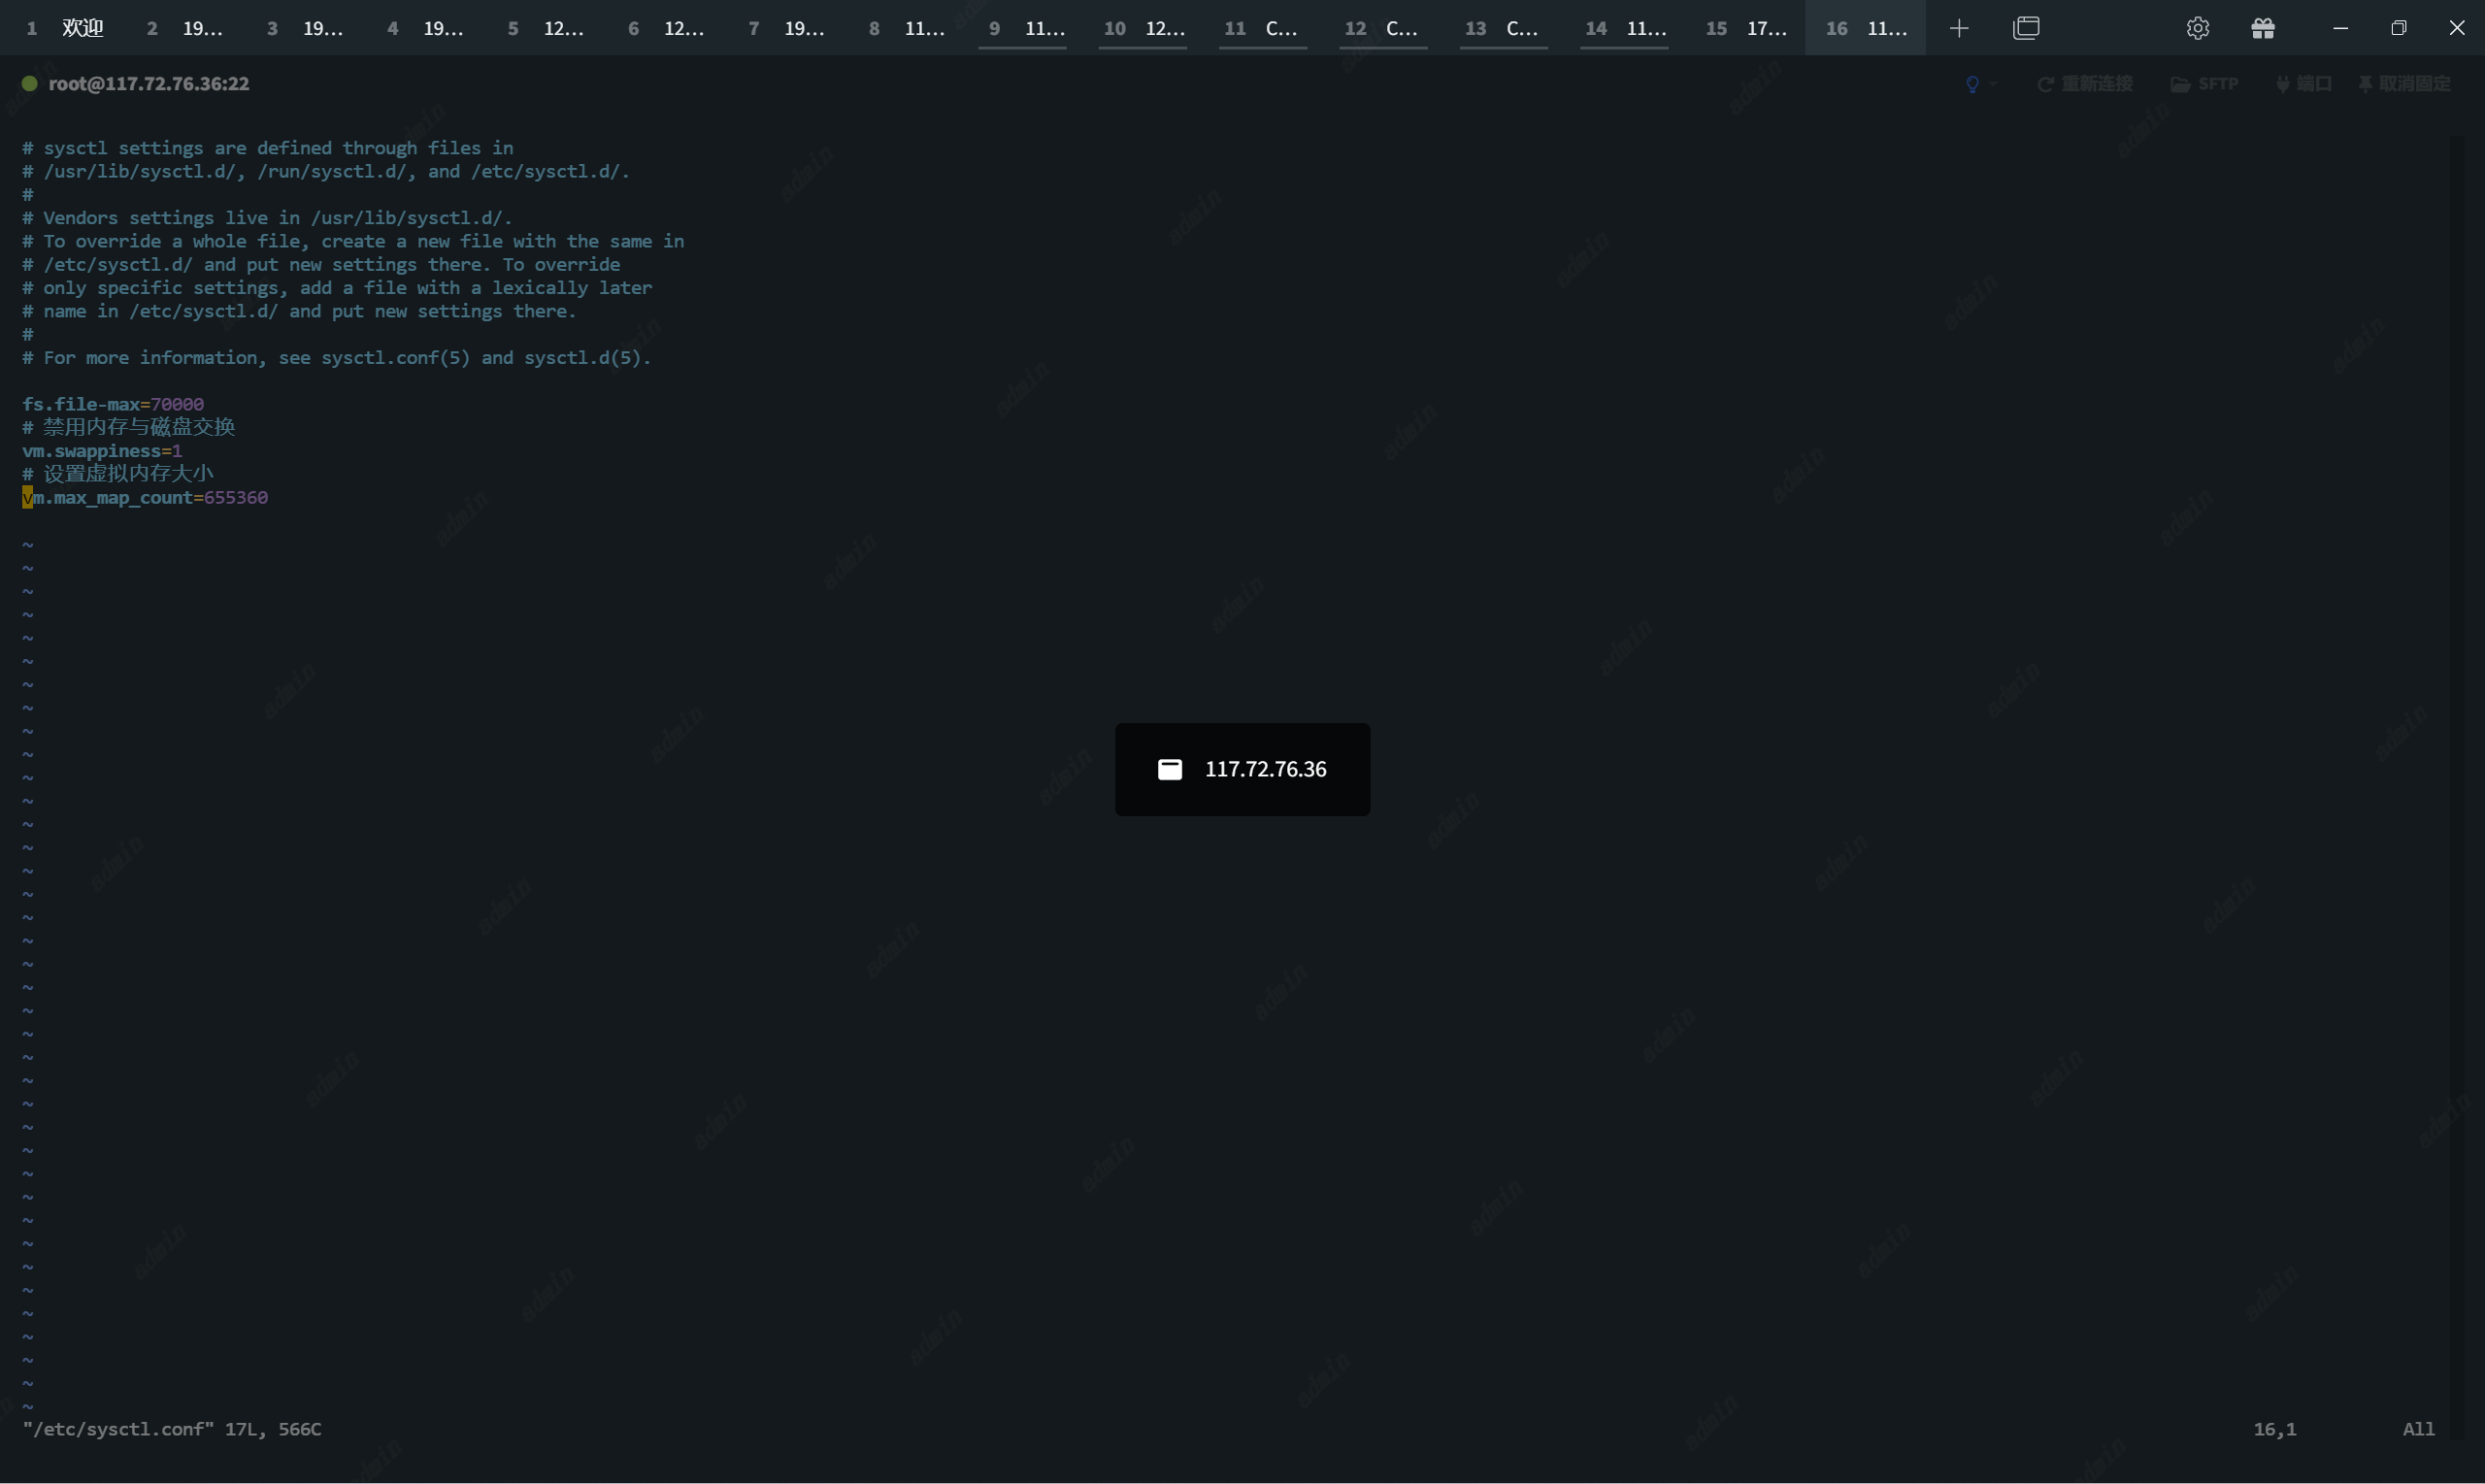 1 欢迎 2 19... 3 19... 4 19... 5 12... 6 12... 7 19... 8 11... 9 11... 10 12... 11 C... 12 C... 13 C... 14 11... 15 17... 16 11...
root@117.72.76.36:22 重新连接 SFTP 端口 取消固定
# sysctl settings are defined through files in
# /usr/lib/sysctl.d/, /run/sysctl.d/, and /etc/sysctl.d/.
#
# Vendors settings live in /usr/lib/sysctl.d/.
# To override a whole file, create a new file with the same in
# /etc/sysctl.d/ and put new settings there. To override
# only specific settings, add a file with a lexically later
# name in /etc/sysctl.d/ and put new settings there.
#
# For more information, see sysctl.conf(5) and sysctl.d(5).
fs.file-max=70000
# 禁用内存与磁盘交换
vm.swappiness=1
# 设置虚拟内存大小
vm.max_map_count=655360
117.72.76.36
"/etc/sysctl.conf" 17L, 566C 16,1 All